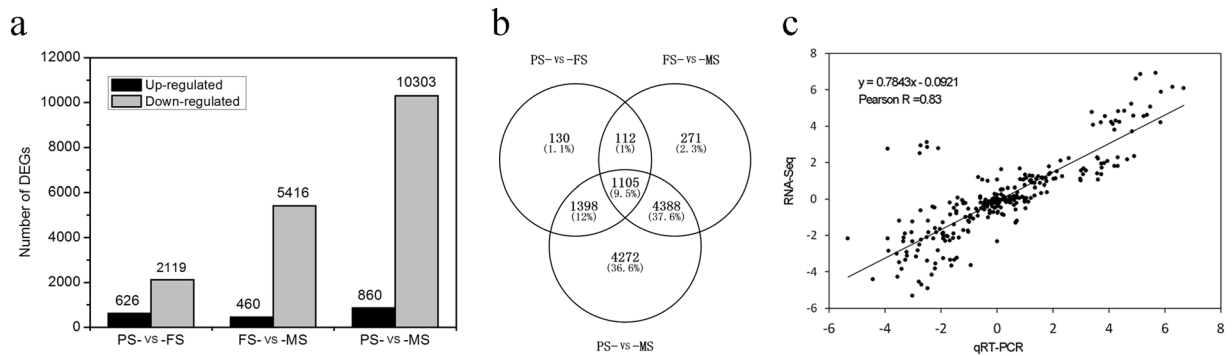 a
12000
10000
8000
6000
4000
2000
0
Number of DEGs
Up-regulated
Down-regulated
626
2119
460
5416
860
10303
PS-vs-FS
FS-vs-MS
PS-vs-MS
b
PS-vs-FS
FS-vs-MS
130
(1.1%)
112
(1%)
271
(2.3%)
1105
(9.5%)
1398
(12%)
4388
(37.6%)
4272
(36.6%)
PS-vs-MS
c
8
6
4
2
0
-2
-4
-6
RNA-Seq
y = 0.7843x - 0.0921
Pearson R =0.83
-6
-4
-2
0
2
4
6
8
qRT-PCR